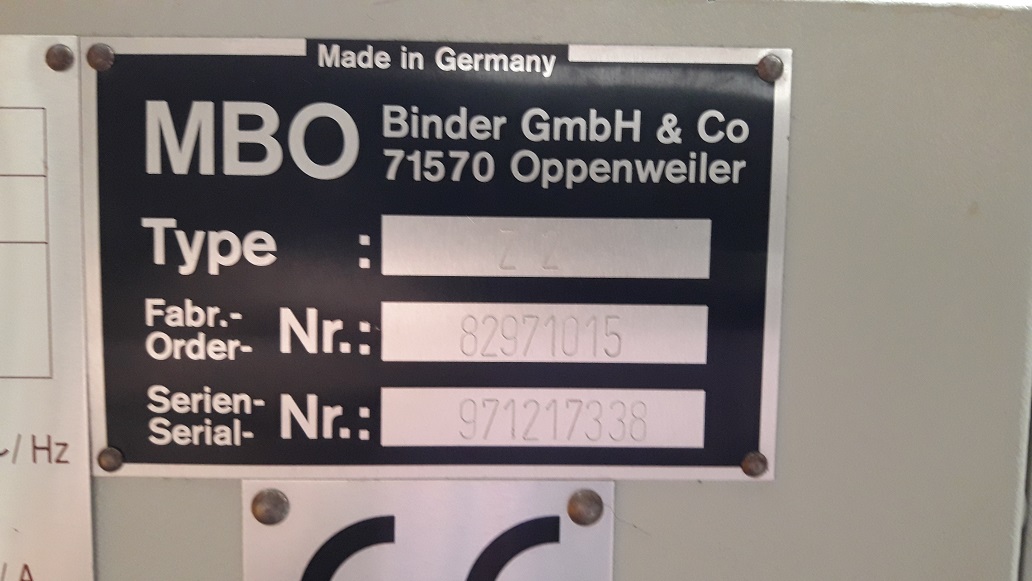 Made in Germany
MBO Binder GmbH & Co
71570 Oppenweiler
Type : Z 2
Fabr.-
Order- Nr.: 82971015
Serien-
Serial- Nr.: 971217338
/ Hz
/ A
CE